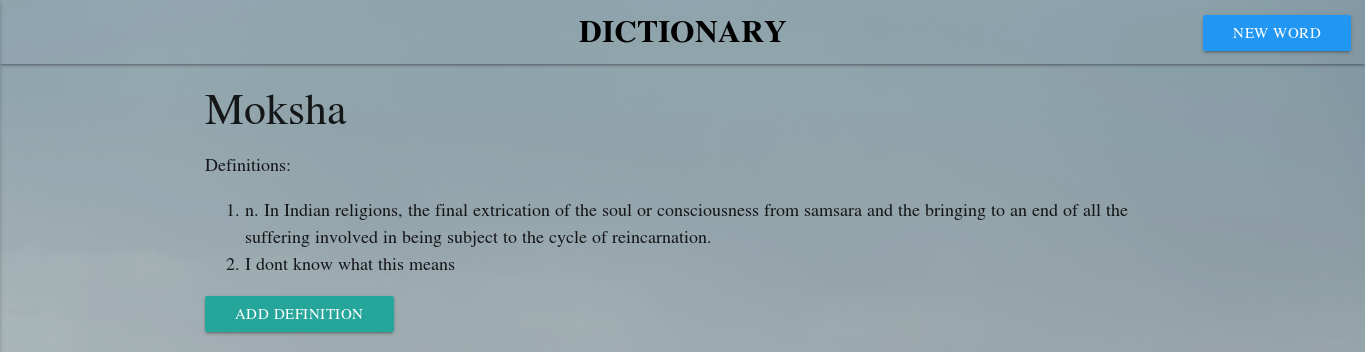 DICTIONARY
NEW WORD
Moksha
Definitions:
1. n. In Indian religions, the final extrication of the soul or consciousness from samsara and the bringing to an end of all the
suffering involved in being subject to the cycle of reincarnation.
2. I dont know what this means
ADD DEFINITION